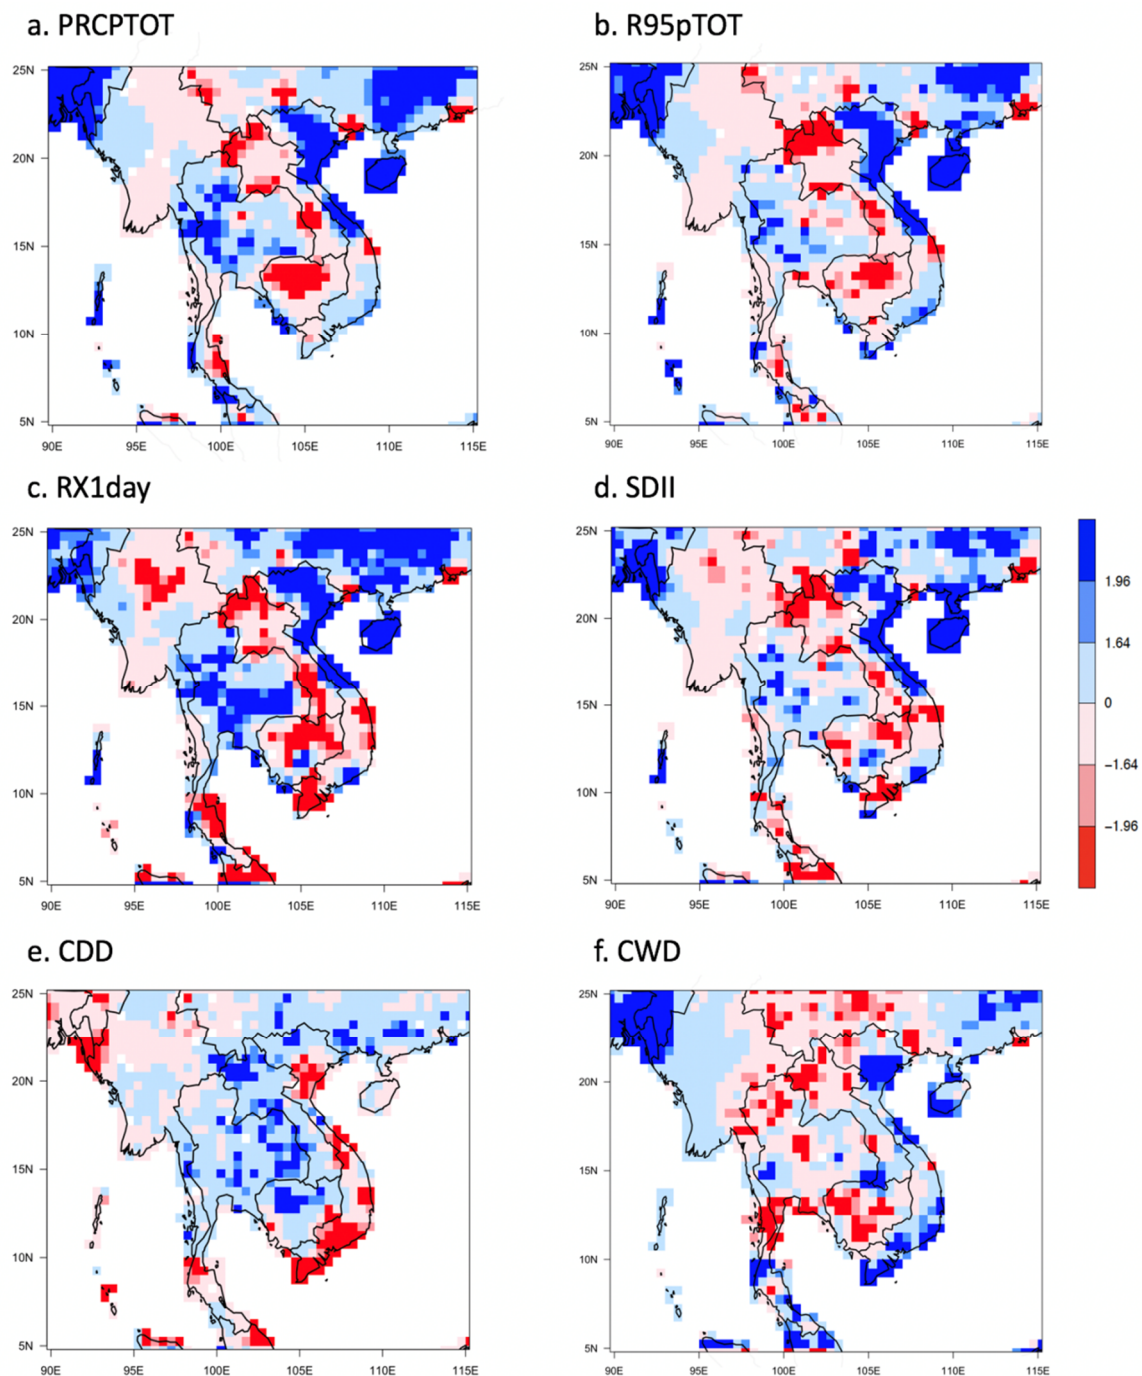 a. PRCPTOT
b. R95pTOT
25N
20N
15N
10N
5N
90E 95E 100E 105E 110E 115E
25N
20N
15N
10N
5N
90E 95E 100E 105E 110E 115E
c. RX1day
d. SDII
25N
20N
15N
10N
5N
90E 95E 100E 105E 110E 115E
25N
20N
15N
10N
5N
90E 95E 100E 105E 110E 115E
1.96
1.64
0
−1.64
−1.96
e. CDD
f. CWD
25N
20N
15N
10N
5N
90E 95E 100E 105E 110E 115E
25N
20N
15N
10N
5N
90E 95E 100E 105E 110E 115E